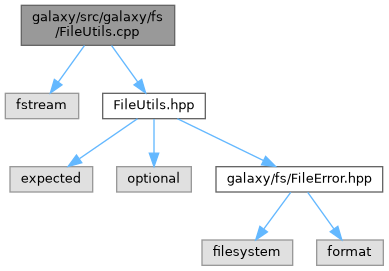 galaxy/src/galaxy/fs
/FileUtils.cpp
fstream
FileUtils.hpp
expected
optional
galaxy/fs/FileError.hpp
filesystem
format